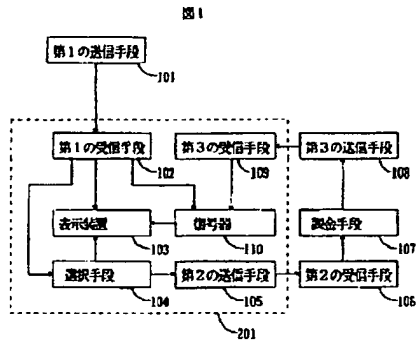 図1
第1の送信手段
101
第1の受信手段
102
第3の受信手段
109
第3の送信手段
108
表示装置
103
復号器
110
課金手段
107
選択手段
104
第2の送信手段
105
第2の受信手段
106
201